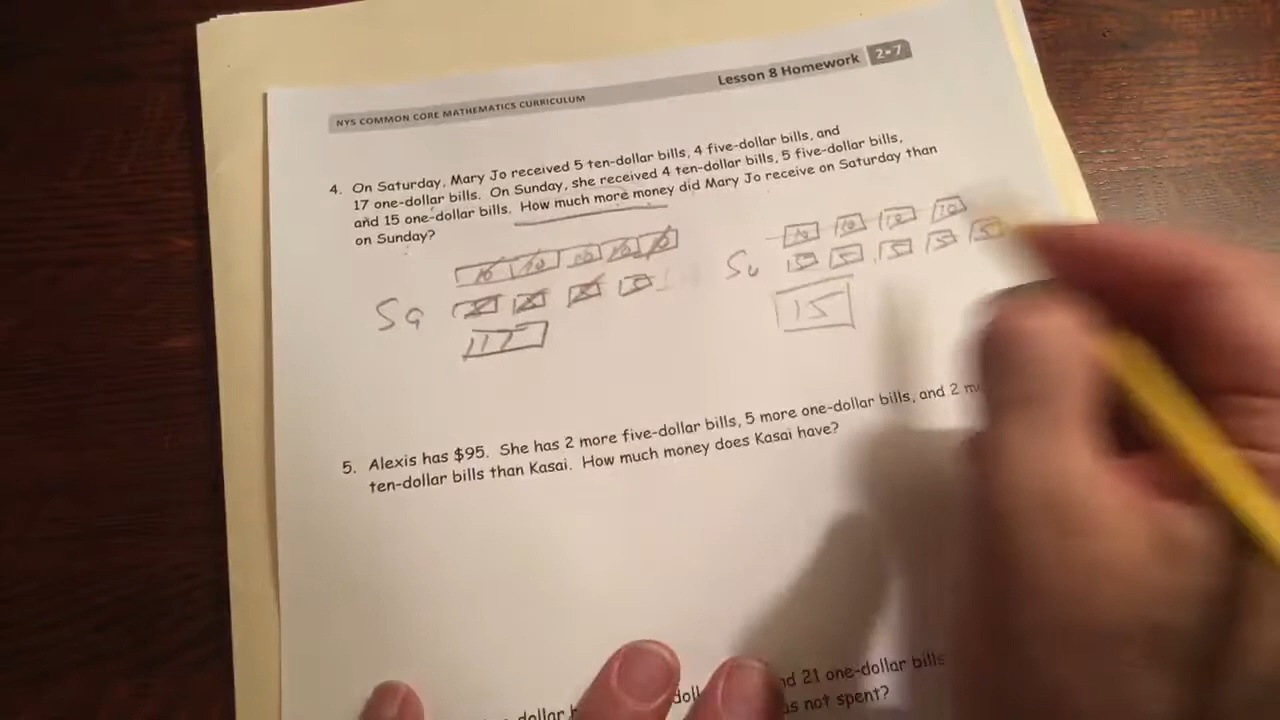 NYS COMMON CORE MATHEMATICS CURRICULUM
Lesson 8 Homework 2•7
4. On Saturday, Mary Jo received 5 ten-dollar bills, 4 five-dollar bills, and
17 one-dollar bills. On Sunday, she received 4 ten-dollar bills, 5 five-dollar bills,
and 15 one-dollar bills. How much more money did Mary Jo receive on Saturday than
on Sunday?
10 10 10 10 10
Sa 5 5 5 5
17
10 10 10 10
Su 5 5 5 5 5
15
5. Alexis has $95. She has 2 more five-dollar bills, 5 more one-dollar bills, and 2
ten-dollar bills than Kasai. How much money does Kasai have?
21 one-dollar bills
not spent?